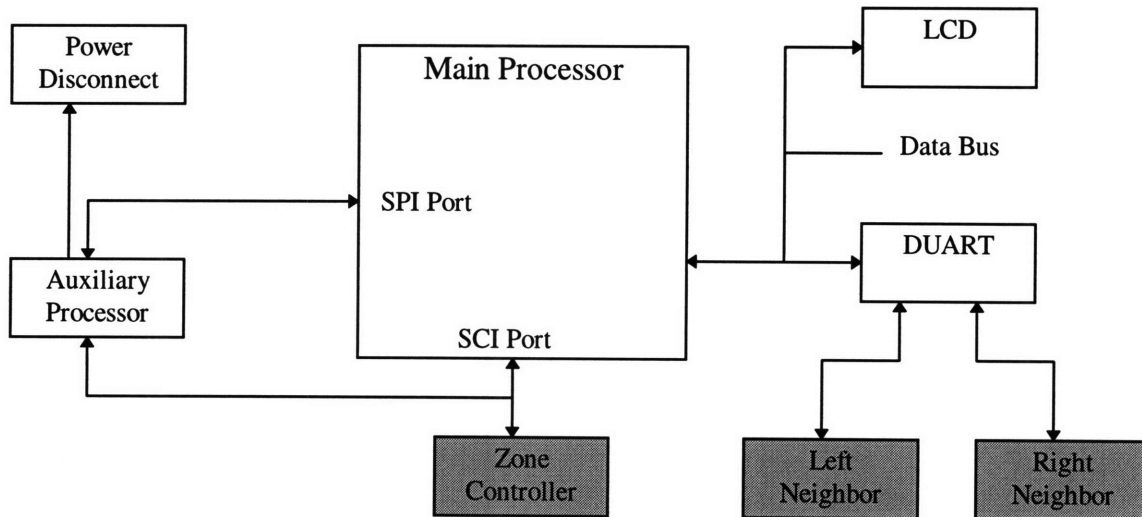 Power
Disconnect
Main Processor
LCD
Data Bus
SPI Port
DUART
Auxiliary
Processor
SCI Port
Zone
Controller
Left
Neighbor
Right
Neighbor